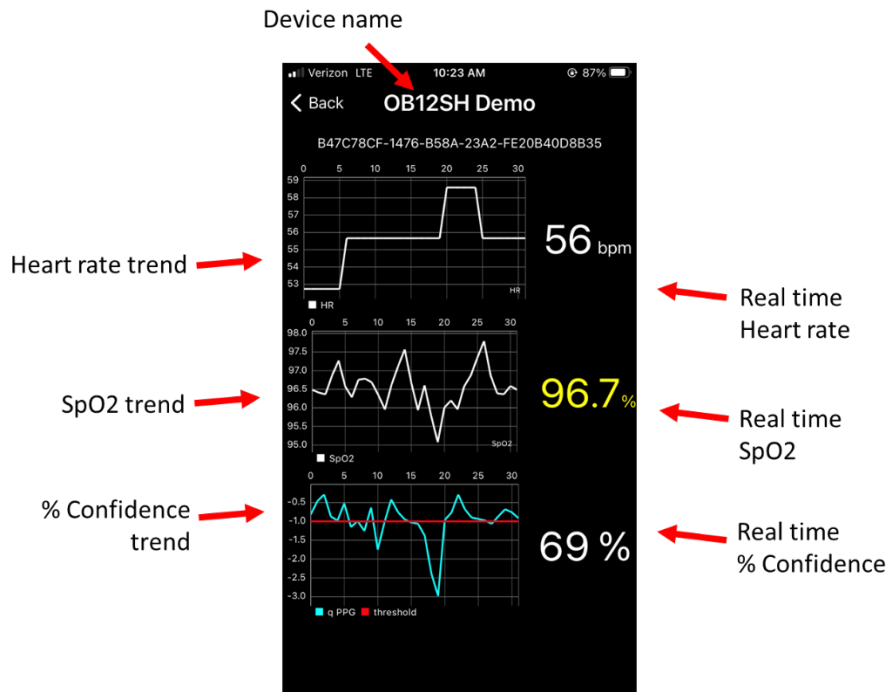 Device name
Verizon LTE 10:23 AM 87%
Back OB12SH Demo
B47C78CF-1476-B58A-23A2-FE20B40D8B35
0 5 10 15 20 25 30
59
58
57
56
55
54
53
HR
HR
56 bpm
Heart rate trend
Real time
Heart rate
0 5 10 15 20 25 30
98.0
97.5
97.0
96.5
96.0
95.5
95.0
SpO2
SpO2
96.7%
SpO2 trend
Real time
SpO2
0 5 10 15 20 25 30
-0.5
-1.0
-1.5
-2.0
-2.5
-3.0
q PPG threshold
69 %
% Confidence
trend
Real time
% Confidence